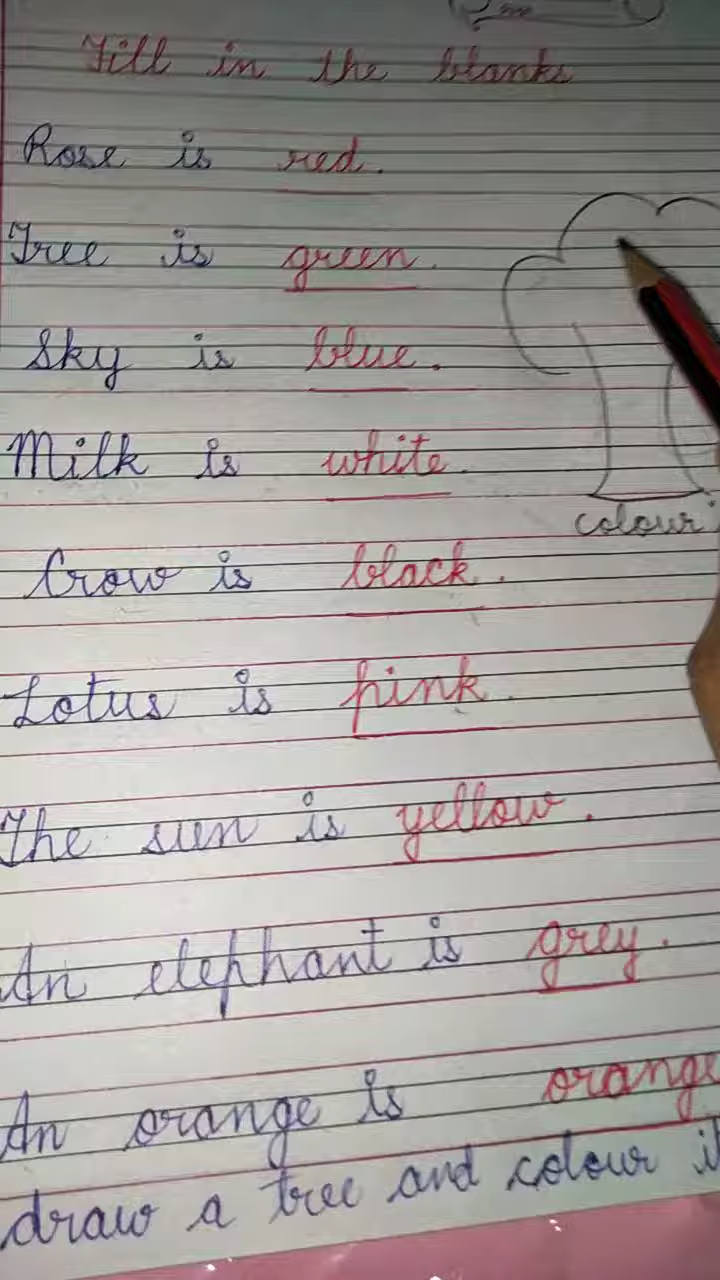 Fill in the blanks
Rose is red.
Tree is green.
Sky is blue.
Milk is white.
colour
Crow is black.
Lotus is pink.
The sun is yellow.
An elephant is grey.
An orange is orange
draw a tree and colour it